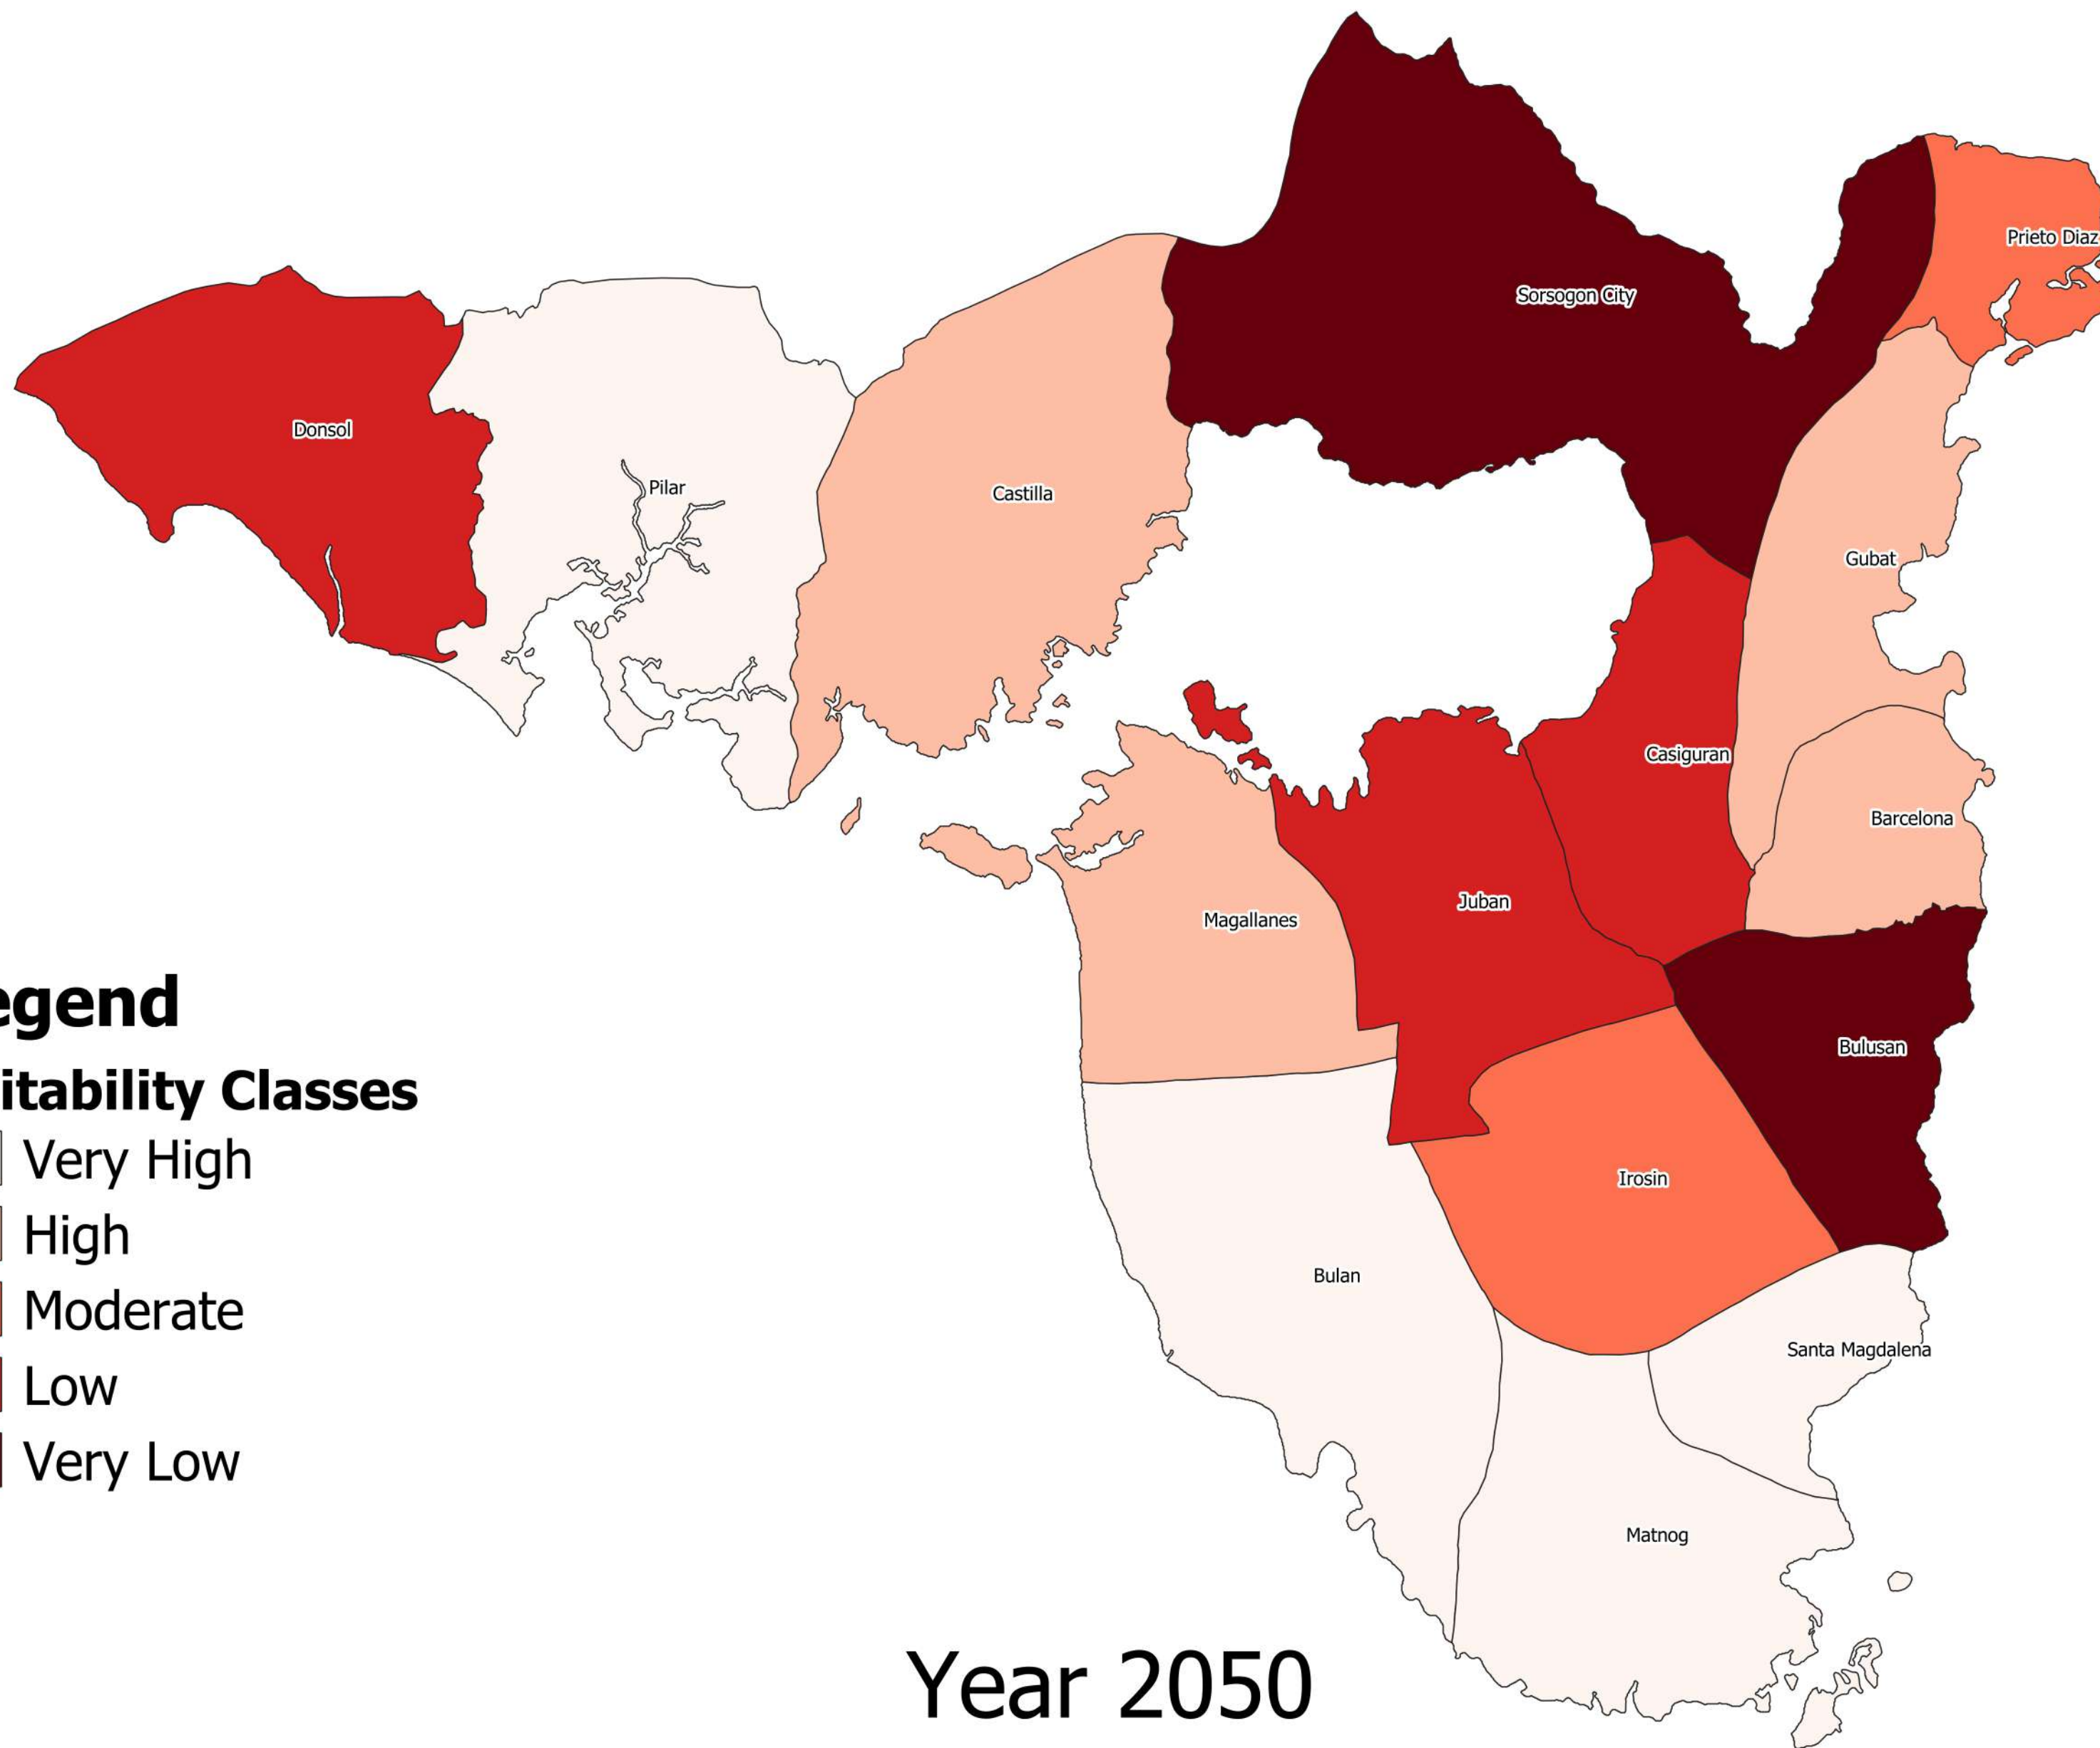 Prieto Diaz
Sorsogon City
Donsol
Pilar
Castilla
Gubat
Casiguran
Barcelona
Juban
Magallanes
egend
Bulusan
itability Classes
Very High
Irosin
High
Bulan
Moderate
Santa Magdalena
Low
Very Low
Matnog
Year 2050